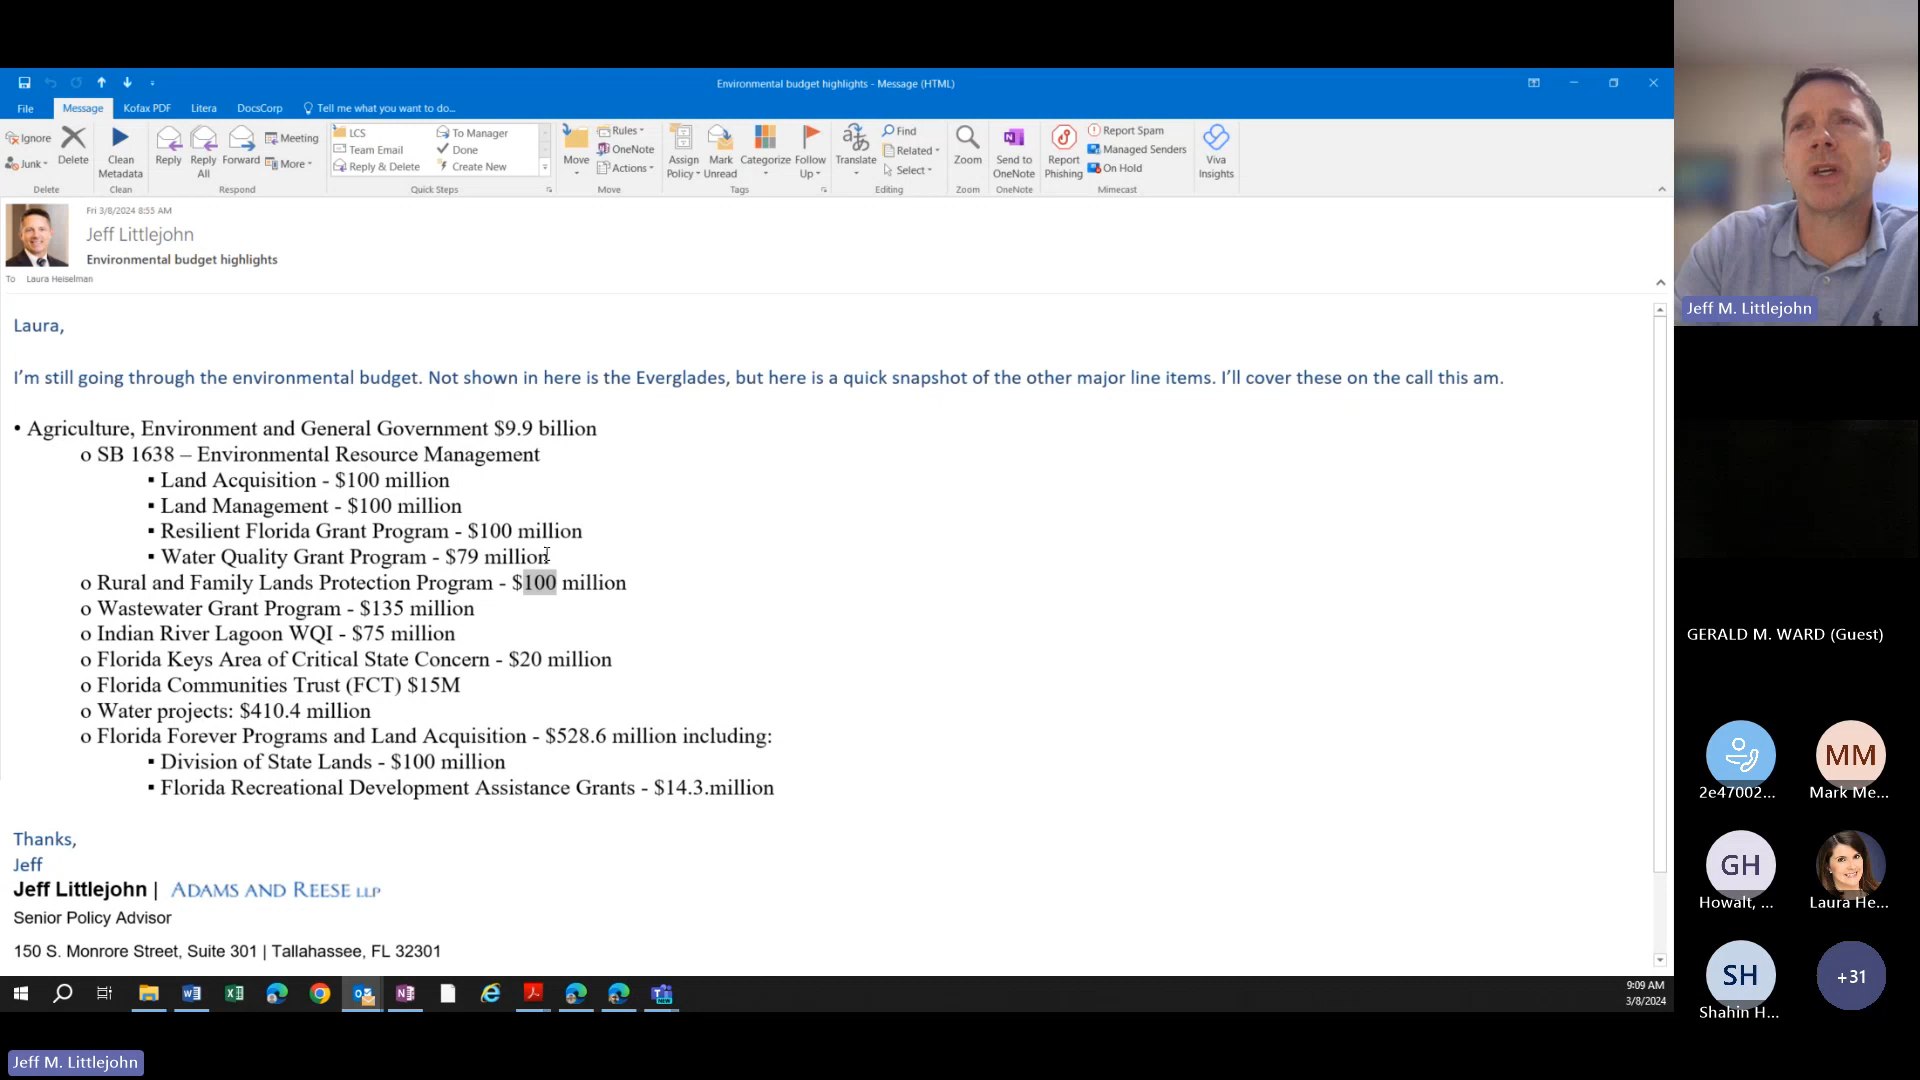 Environmental budget highlights - Message (HTML)
File Message Kofax PDF Litera DocsCorp Tell me what you want to do...
Ignore
Junk
Delete
Clean Metadata
Reply
Reply All
Forward
Meeting
More
LCS
Team Email
Reply & Delete
To Manager
Done
Create New
Move
Rules
OneNote
Actions
Assign Policy
Mark Unread
Categorize
Follow Up
Translate
Find
Related
Select
Zoom
Send to OneNote
Report Phishing
Report Spam
Managed Senders
On Hold
Viva Insights
Delete Clean Respond Quick Steps Move Tags Editing Zoom OneNote Mimecast
Fri 3/8/2024 8:55 AM
Jeff Littlejohn
Environmental budget highlights
To Laura Heiselman
Laura,
I'm still going through the environmental budget. Not shown in here is the Everglades, but here is a quick snapshot of the other major line items. I'll cover these on the call this am.
• Agriculture, Environment and General Government $9.9 billion
o SB 1638 – Environmental Resource Management
▪ Land Acquisition - $100 million
▪ Land Management - $100 million
▪ Resilient Florida Grant Program - $100 million
▪ Water Quality Grant Program - $79 million
o Rural and Family Lands Protection Program - $100 million
o Wastewater Grant Program - $135 million
o Indian River Lagoon WQI - $75 million
o Florida Keys Area of Critical State Concern - $20 million
o Florida Communities Trust (FCT) $15M
o Water projects: $410.4 million
o Florida Forever Programs and Land Acquisition - $528.6 million including:
▪ Division of State Lands - $100 million
▪ Florida Recreational Development Assistance Grants - $14.3.million
Thanks,
Jeff
Jeff Littlejohn | ADAMS AND REESE LLP
Senior Policy Advisor
150 S. Monrore Street, Suite 301 | Tallahassee, FL 32301
9:09 AM
3/8/2024
Jeff M. Littlejohn
Jeff M. Littlejohn
GERALD M. WARD (Guest)
2e47002...
MM
Mark Me...
GH
Howalt, ...
Laura He...
SH
Shahin H...
+31